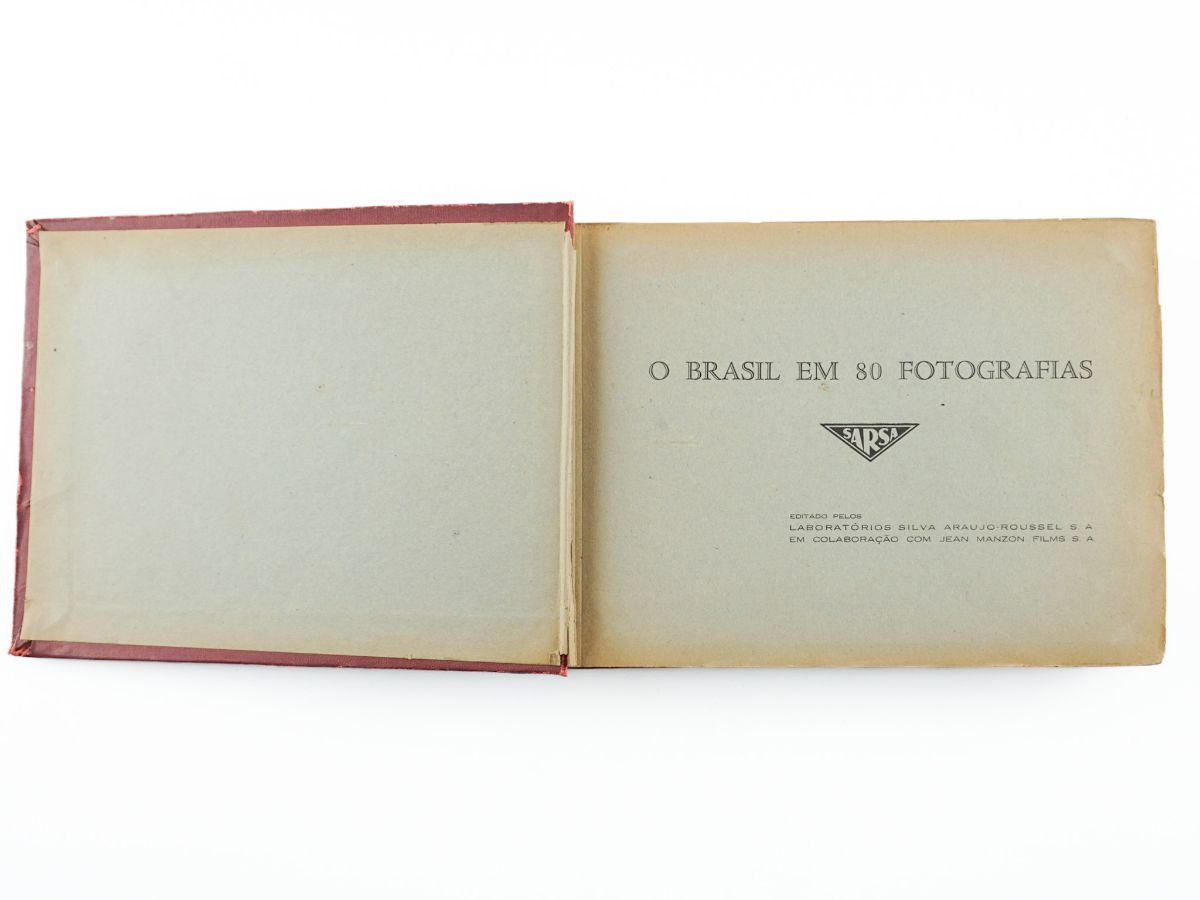 O BRASIL EM 80 FOTOGRAFIAS
SARSA
EDITADO PELOS
LABORATÓRIOS SILVA ARAUJO-ROUSSEL S. A.
EM COLABORAÇÃO COM JEAN MANZON FILMS S. A.